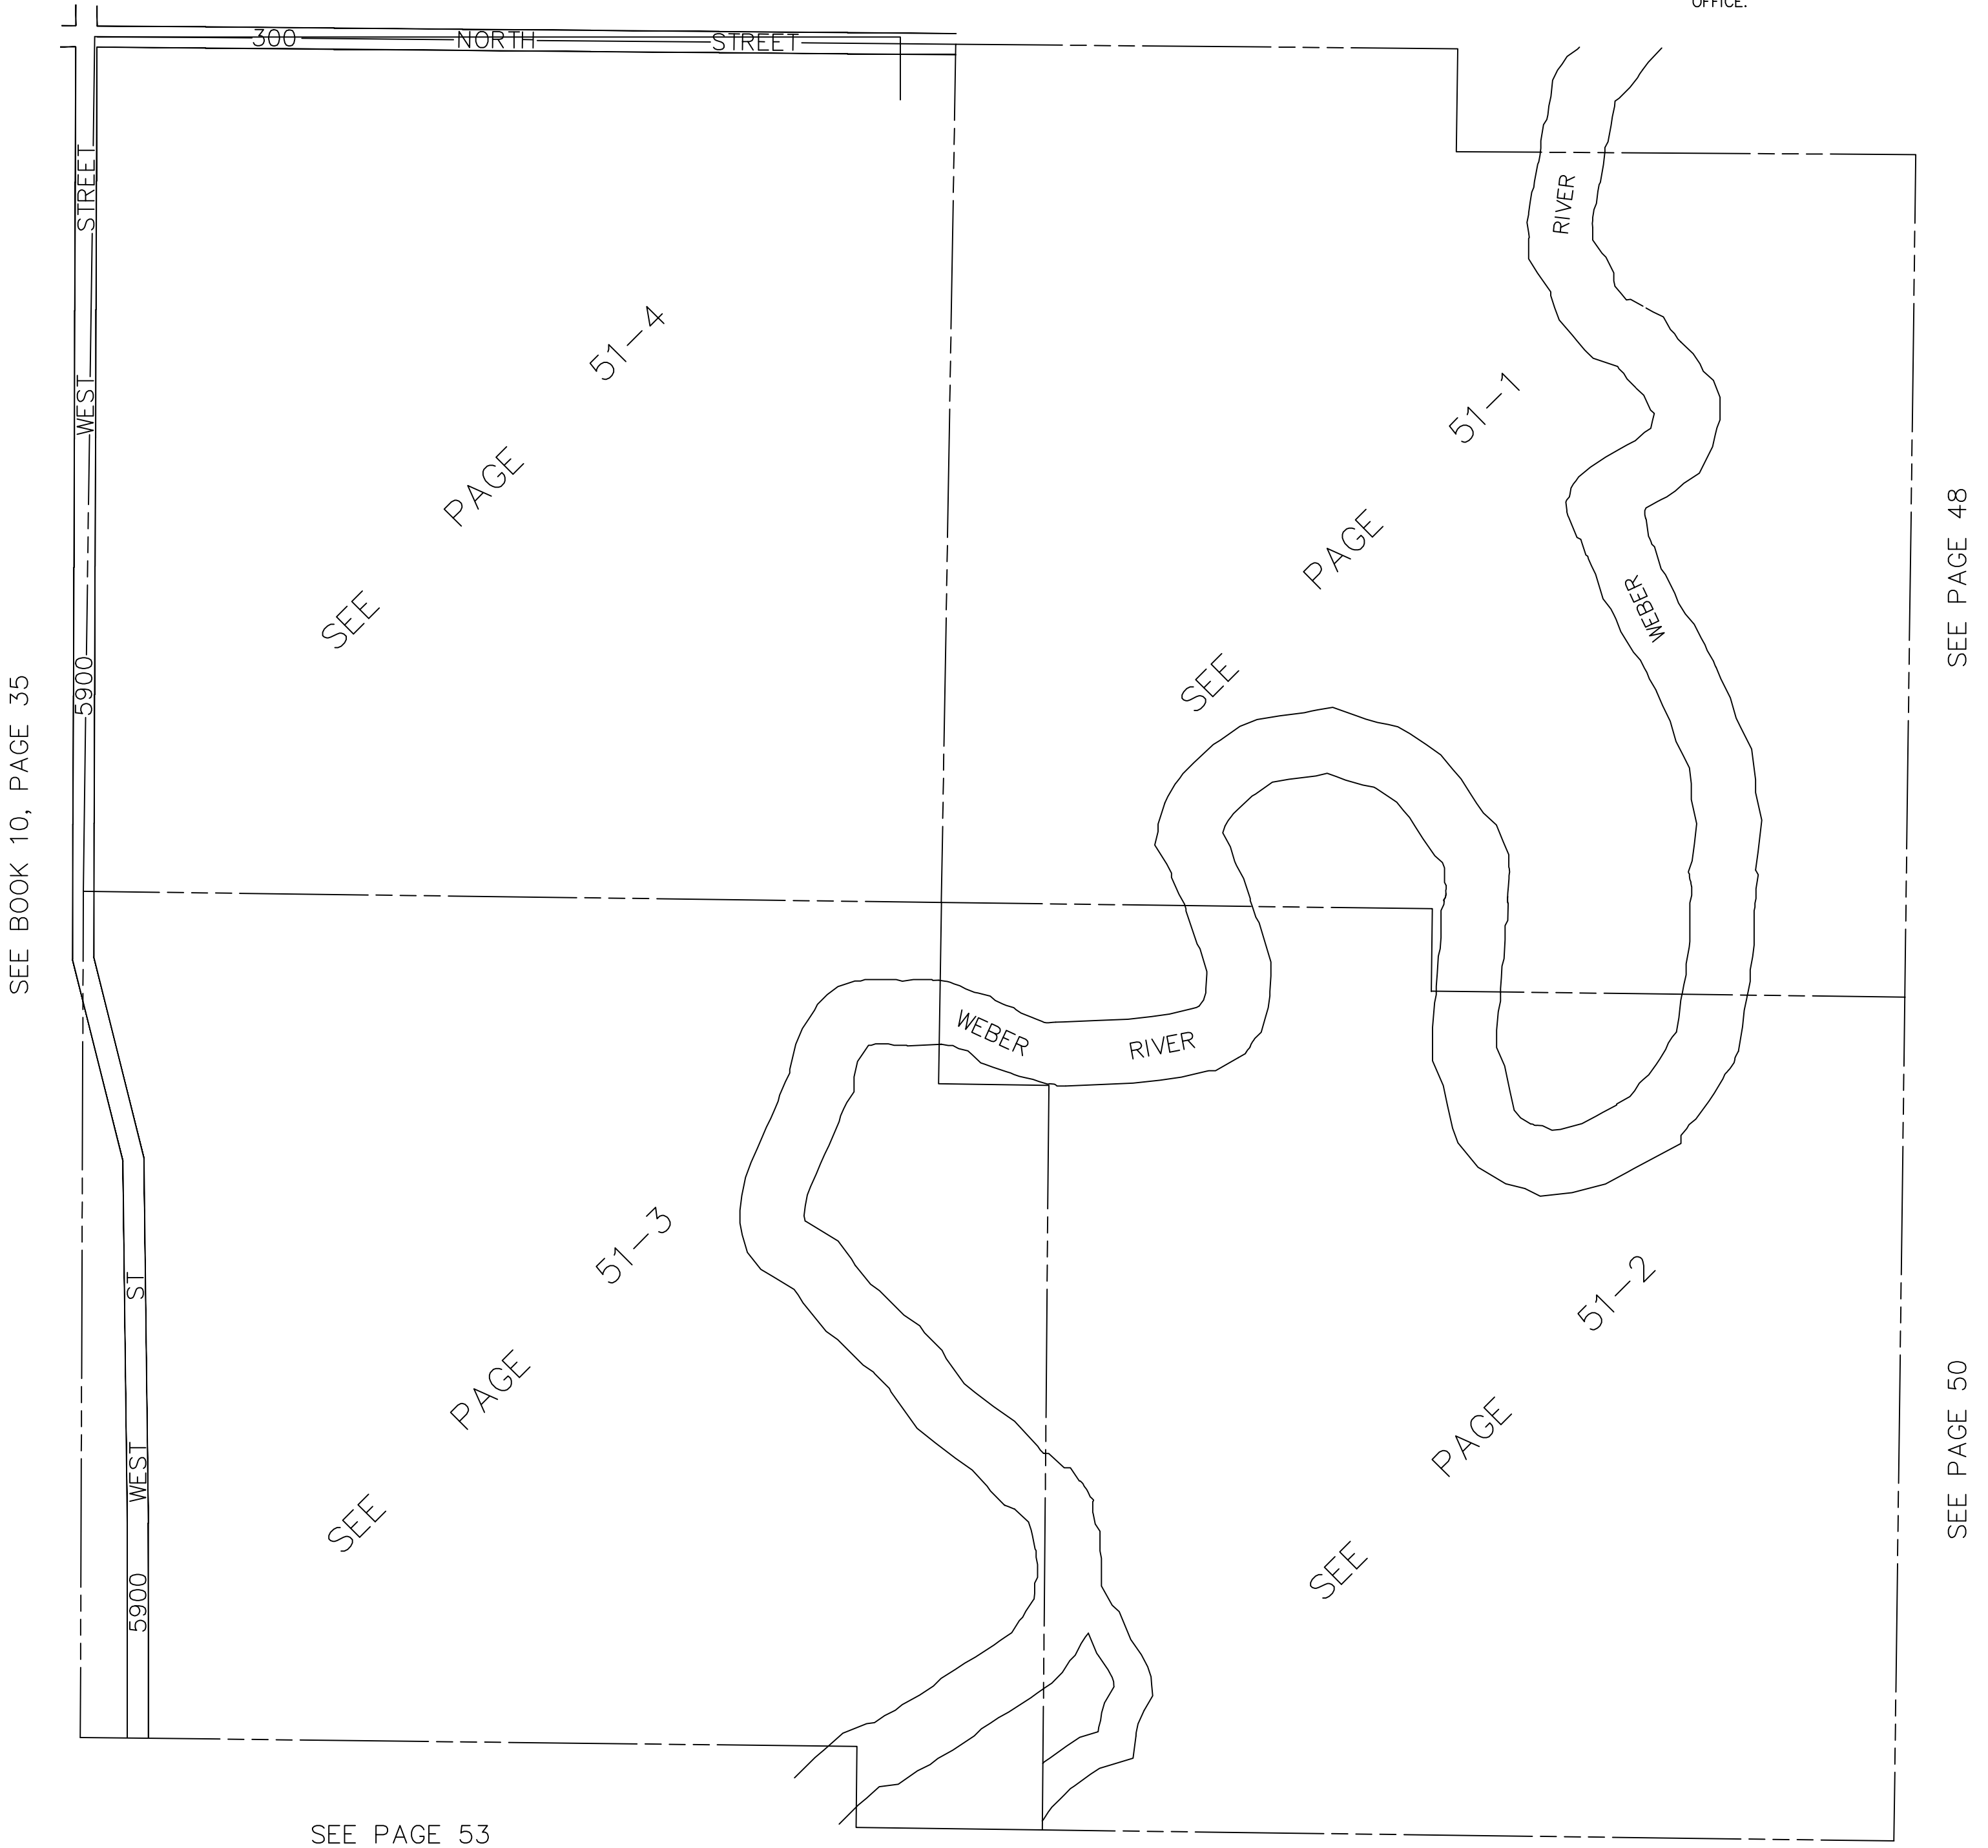 OFFICE.
300 NORTH STREET
5900 WEST STREET
SEE PAGE 51-4
SEE PAGE 51-1
RIVER
WEBER
SEE PAGE 48
SEE BOOK 10, PAGE 35
WEBER RIVER
5900 WEST ST
SEE PAGE 51-3
SEE PAGE 51-2
SEE PAGE 50
SEE PAGE 53